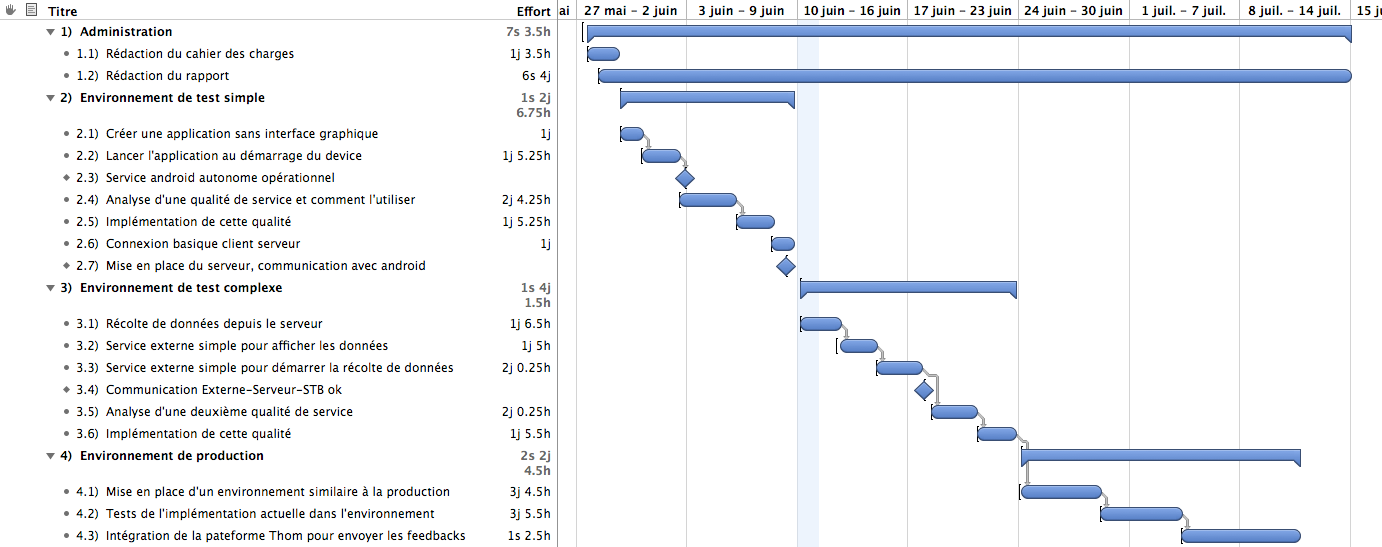 Titre Effort ai 27 mai – 2 juin 3 juin – 9 juin 10 juin – 16 juin 17 juin – 23 juin 24 juin – 30 juin 1 juil. – 7 juil. 8 juil. – 14 juil. 15 ju
1) Administration 7s 3.5h
1.1) Rédaction du cahier des charges 1j 3.5h
1.2) Rédaction du rapport 6s 4j
2) Environnement de test simple 1s 2j
6.75h
2.1) Créer une application sans interface graphique 1j
2.2) Lancer l'application au démarrage du device 1j 5.25h
2.3) Service android autonome opérationnel
2.4) Analyse d'une qualité de service et comment l'utiliser 2j 4.25h
2.5) Implémentation de cette qualité 1j 5.25h
2.6) Connexion basique client serveur 1j
2.7) Mise en place du serveur, communication avec android
3) Environnement de test complexe 1s 4j
1.5h
3.1) Récolte de données depuis le serveur 1j 6.5h
3.2) Service externe simple pour afficher les données 1j 5h
3.3) Service externe simple pour démarrer la récolte de données 2j 0.25h
3.4) Communication Externe-Serveur-STB ok
3.5) Analyse d'une deuxième qualité de service 2j 0.25h
3.6) Implémentation de cette qualité 1j 5.5h
4) Environnement de production 2s 2j
4.5h
4.1) Mise en place d'un environnement similaire à la production 3j 4.5h
4.2) Tests de l'implémentation actuelle dans l'environnement 3j 5.5h
4.3) Intégration de la pateforme Thom pour envoyer les feedbacks 1s 2.5h